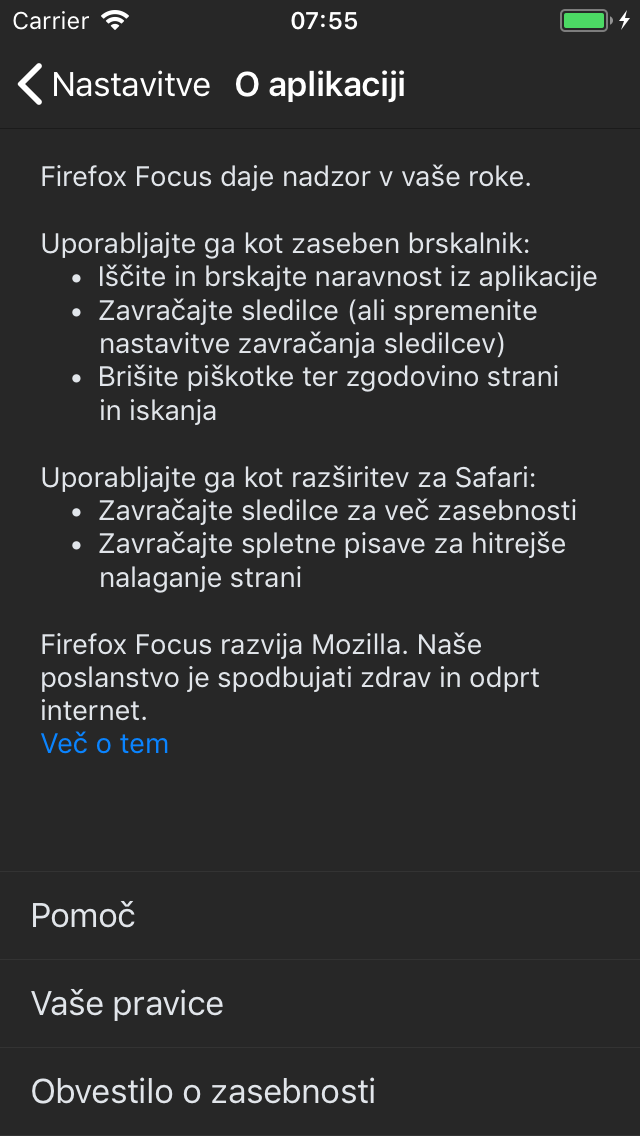 Carrier 07:55
Nastavitve O aplikaciji
Firefox Focus daje nadzor v vaše roke.
Uporabljajte ga kot zaseben brskalnik:
• Iščite in brskajte naravnost iz aplikacije
• Zavračajte sledilce (ali spremenite
nastavitve zavračanja sledilcev)
• Brišite piškotke ter zgodovino strani
in iskanja
Uporabljajte ga kot razširitev za Safari:
• Zavračajte sledilce za več zasebnosti
• Zavračajte spletne pisave za hitrejše
nalaganje strani
Firefox Focus razvija Mozilla. Naše
poslanstvo je spodbujati zdrav in odprt
internet.
Več o tem
Pomoč
Vaše pravice
Obvestilo o zasebnosti